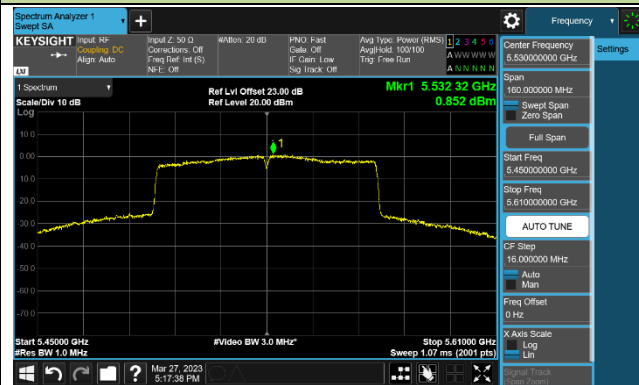 Spectrum Analyzer 1
Swept SA
Frequency
KEYSIGHT
Input: RF
Coupling: DC
Align: Auto
LXI
Input Z: 50 Ω
Corrections: Off
Freq Ref: Int (S)
NFE: Off
#Atten: 20 dB
PNO: Fast
Gate: Off
IF Gain: Low
Sig Track: Off
Avg Type: Power (RMS)
Avg|Hold: 100/100
Trig: Free Run
1 2 3 4 5 6
A W W W W W
A N N N N N
1 Spectrum
Scale/Div 10 dB
Log
Ref Lvl Offset 23.00 dB
Ref Level 20.00 dBm
Mkr1 5.532 32 GHz
0.852 dBm
10.0
0.00
-10.0
-20.0
-30.0
-40.0
-50.0
-60.0
-70.0
1
Start 5.45000 GHz
#Res BW 1.0 MHz
#Video BW 3.0 MHz*
Stop 5.61000 GHz
Sweep 1.07 ms (2001 pts)
Center Frequency
5.530000000 GHz
Settings
Span
160.000000 MHz
Swept Span
Zero Span
Full Span
Start Freq
5.450000000 GHz
Stop Freq
5.610000000 GHz
AUTO TUNE
CF Step
16.000000 MHz
Auto
Man
Freq Offset
0 Hz
X Axis Scale
Log
Lin
Signal Track
(Span Zoom)
?
Mar 27, 2023
5:17:38 PM